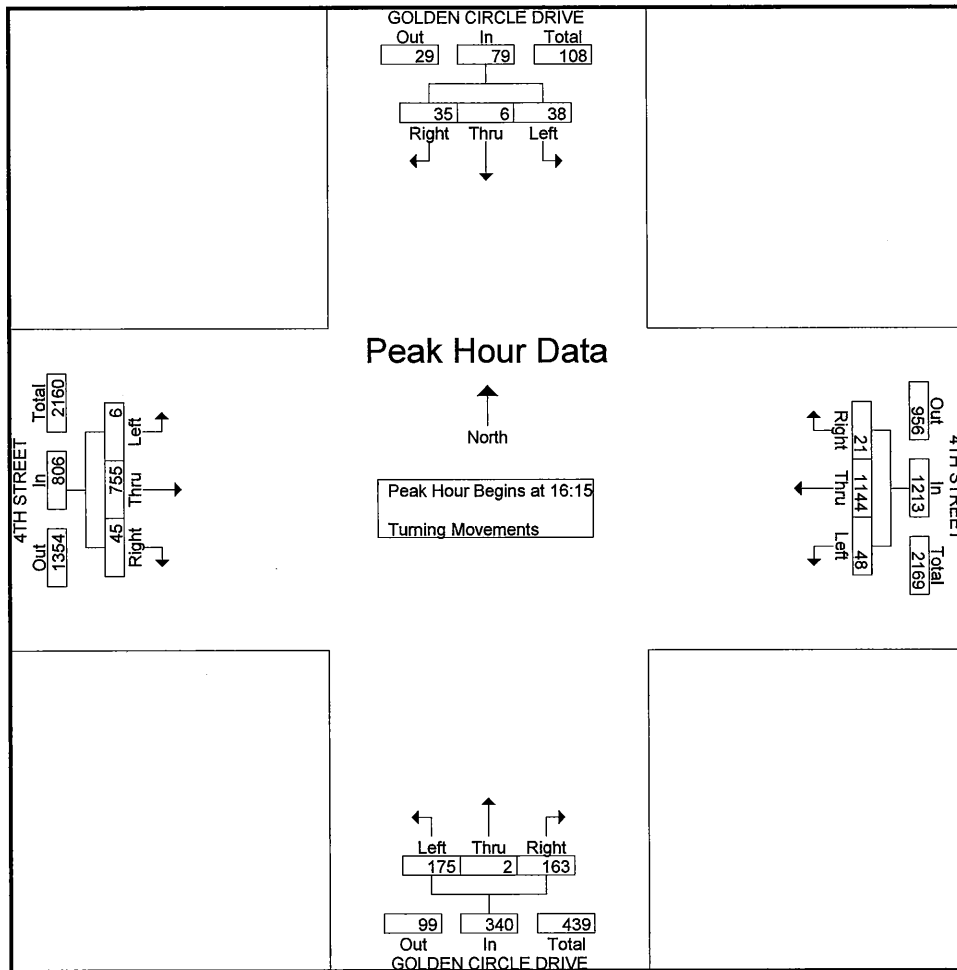 GOLDEN CIRCLE DRIVE
Out In Total
29 79 108
35 6 38
Right Thru Left
Peak Hour Data
North
Peak Hour Begins at 16:15
Turning Movements
4TH STREET
Out In Total
1354 806 2160
45 755 6
Right Thru Left
4TH STREET
Out In Total
956 1213 2169
21 1144 48
Right Thru Left
Left Thru Right
175 2 163
99 340 439
Out In Total
GOLDEN CIRCLE DRIVE